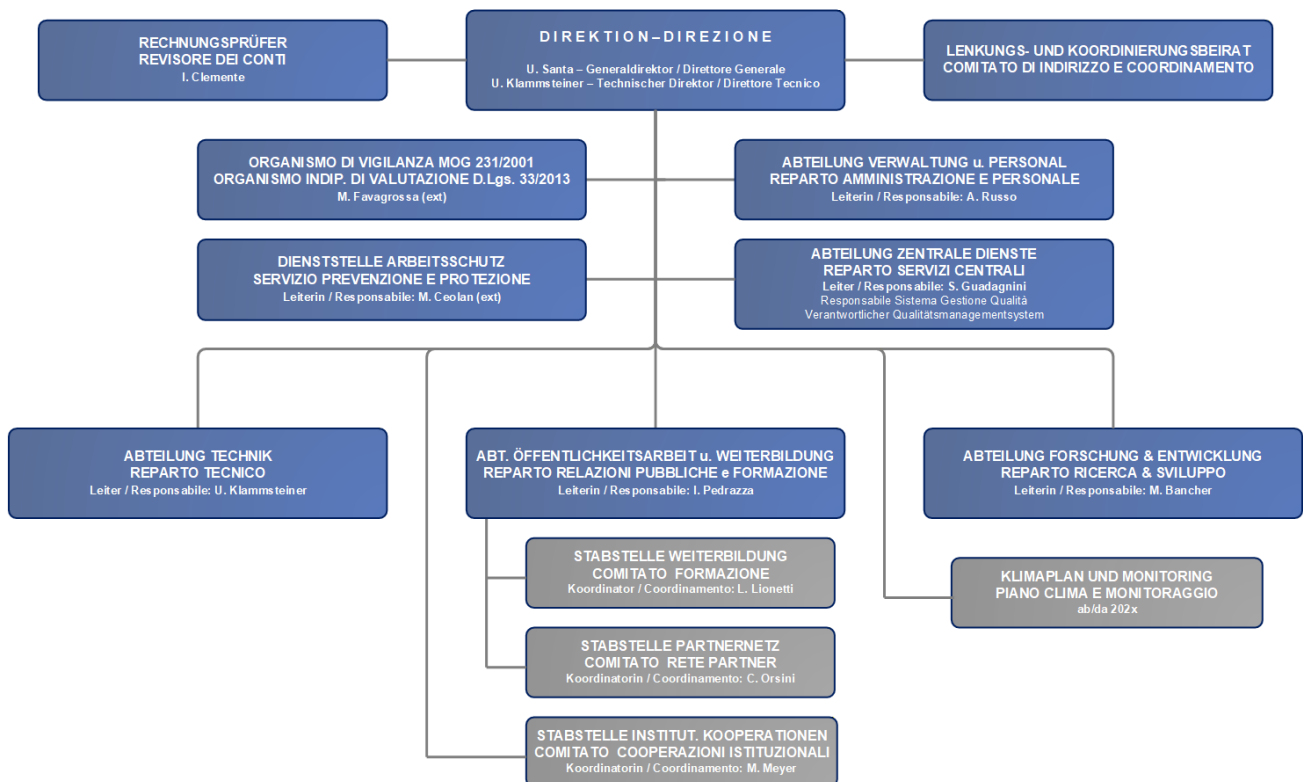 RECHNUNGSPRÜFER
REVISORE DEI CONTI
I. Clemente
DIREKTION–DIREZIONE
U. Santa – Generaldirektor / Direttore Generale
U. Klammsteiner – Technischer Direktor / Direttore Tecnico
LENKUNGS- UND KOORDINIERUNGSBEIRAT
COMITATO DI INDIRIZZO E COORDINAMENTO
ORGANISMO DI VIGILANZA MOG 231/2001
ORGANISMO INDIP. DI VALUTAZIONE D.Lgs. 33/2013
M. Favagrossa (ext)
ABTEILUNG VERWALTUNG u. PERSONAL
REPARTO AMMINISTRAZIONE E PERSONALE
Leiterin / Responsabile: A. Russo
DIENSTSTELLE ARBEITSSCHUTZ
SERVIZIO PREVENZIONE E PROTEZIONE
Leiterin / Responsabile: M. Ceolan (ext)
ABTEILUNG ZENTRALE DIENSTE
REPARTO SERVIZI CENTRALI
Leiter / Responsabile: S. Guadagnini
Responsabile Sistema Gestione Qualità
Verantwortlicher Qualitätsmanagementsystem
ABTEILUNG TECHNIK
REPARTO TECNICO
Leiter / Responsabile: U. Klammsteiner
ABT. ÖFFENTLICHKEITSARBEIT u. WEITERBILDUNG
REPARTO RELAZIONI PUBBLICHE e FORMAZIONE
Leiterin / Responsabile: I. Pedrazza
ABTEILUNG FORSCHUNG & ENTWICKLUNG
REPARTO RICERCA & SVILUPPO
Leiterin / Responsabile: M. Bancher
STABSTELLE WEITERBILDUNG
COMITATO FORMAZIONE
Koordinator / Coordinamento: L. Lionetti
KLIMAPLAN UND MONITORING
PIANO CLIMA E MONITORAGGIO
ab/da 202x
STABSTELLE PARTNERNETZ
COMITATO RETE PARTNER
Koordinatorin / Coordinamento: C. Orsini
STABSTELLE INSTITUT. KOOPERATIONEN
COMITATO COOPERAZIONI ISTITUZIONALI
Koordinatorin / Coordinamento: M. Meyer